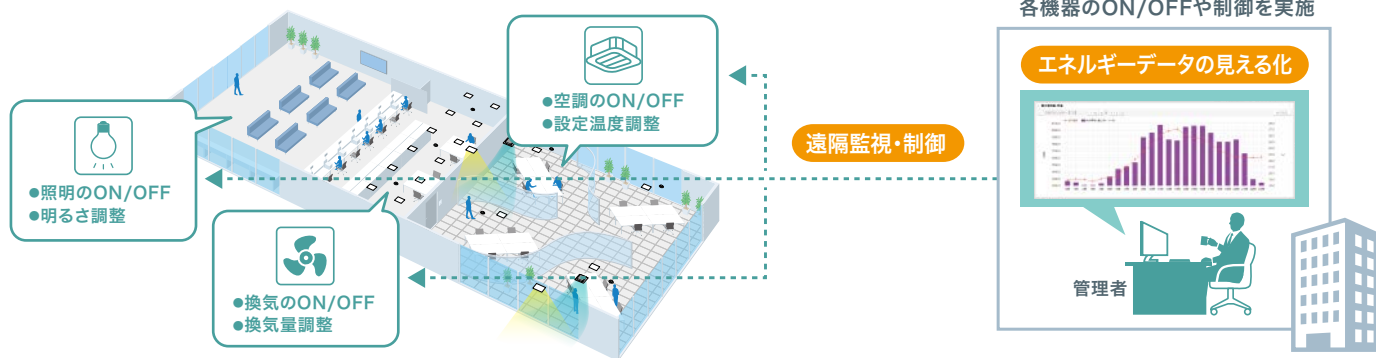 各機器のON/OFFや制御を実施
エネルギーデータの見える化
●空調のON/OFF
●設定温度調整
遠隔監視・制御
●照明のON/OFF
●明るさ調整
●換気のON/OFF
●換気量調整
管理者